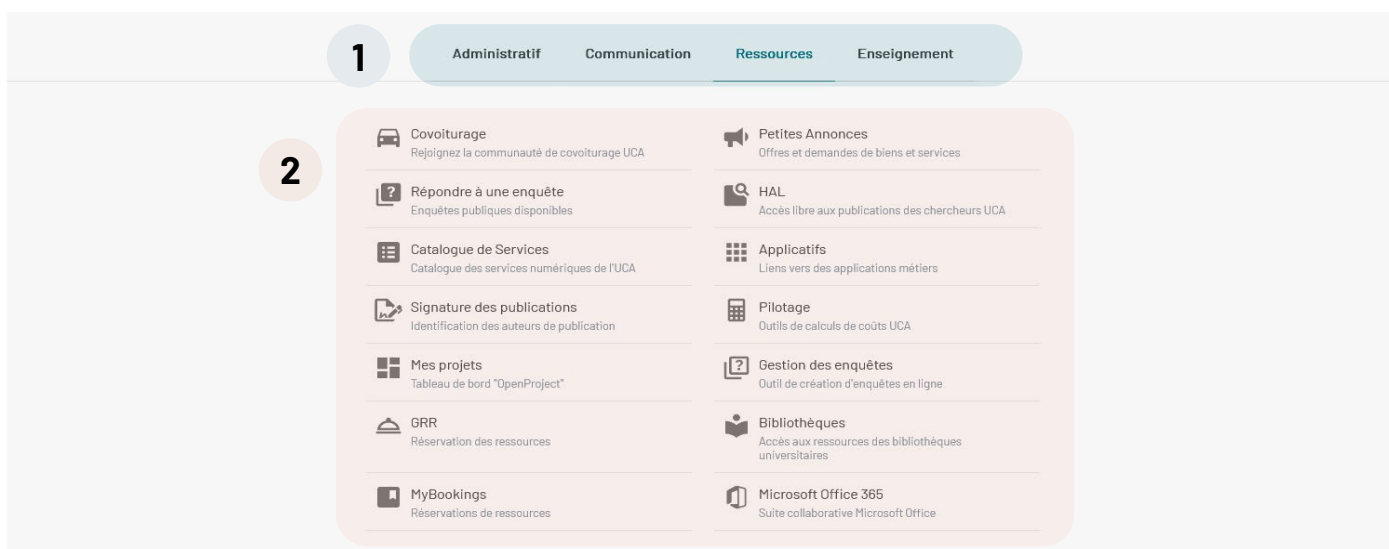 1
Administratif Communication Ressources Enseignement
2
Covoiturage
Rejoignez la communauté de covoiturage UCA
Petites Annonces
Offres et demandes de biens et services
Répondre à une enquête
Enquêtes publiques disponibles
HAL
Accès libre aux publications des chercheurs UCA
Catalogue de Services
Catalogue des services numériques de l'UCA
Applicatifs
Liens vers des applications métiers
Signature des publications
Identification des auteurs de publication
Pilotage
Outils de calculs de coûts UCA
Mes projets
Tableau de bord "OpenProject"
Gestion des enquêtes
Outil de création d'enquêtes en ligne
GRR
Réservation des ressources
Bibliothèques
Accès aux ressources des bibliothèques
universitaires
MyBookings
Réservations de ressources
Microsoft Office 365
Suite collaborative Microsoft Office